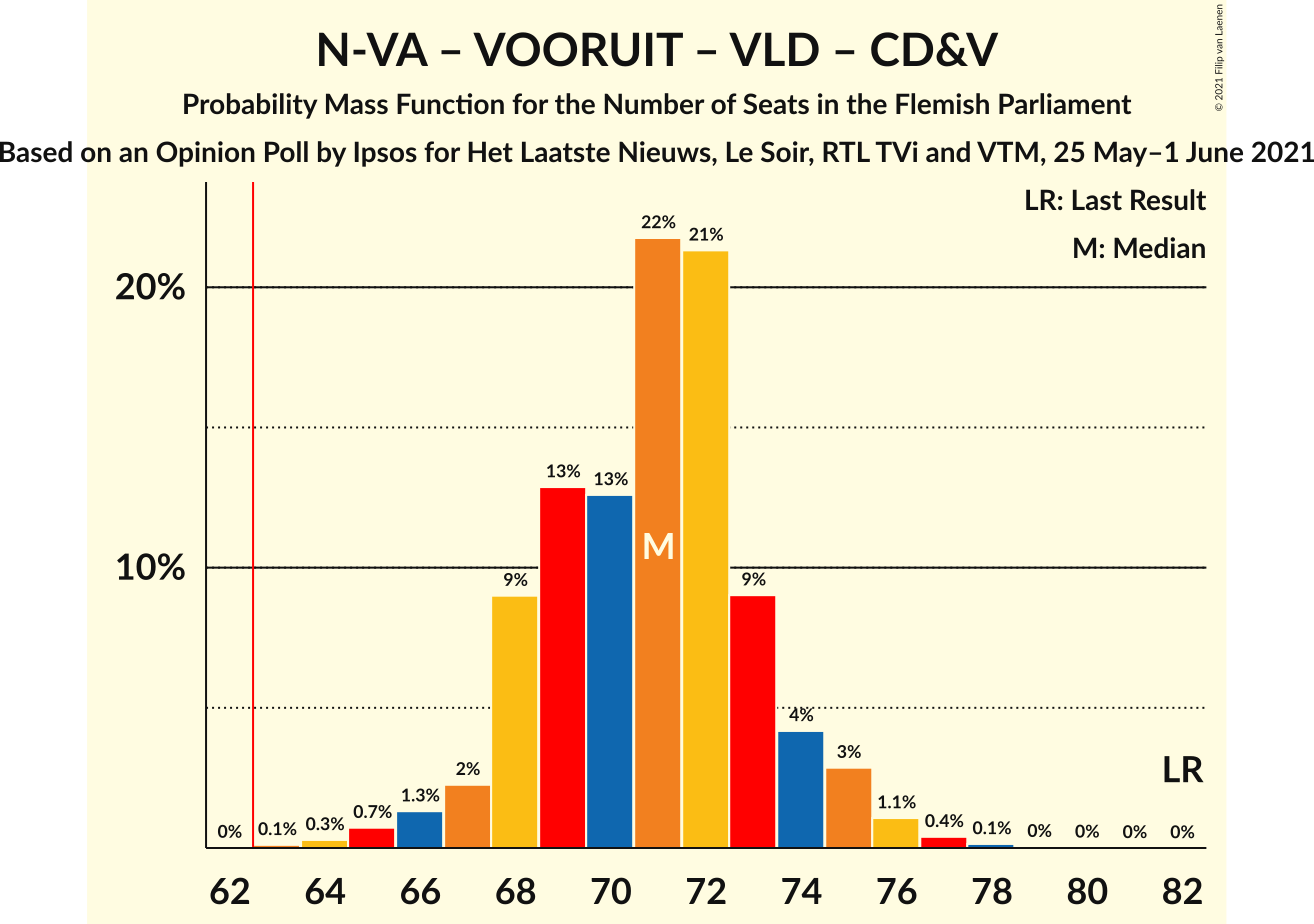 N-VA – VOORUIT – VLD – CD&V
Probability Mass Function for the Number of Seats in the Flemish Parliament
Based on an Opinion Poll by Ipsos for Het Laatste Nieuws, Le Soir, RTL TVi and VTM, 25 May–1 June 2021
© 2021 Filip van Laenen
LR: Last Result
M: Median
20%
10%
0% 0.1% 0.3% 0.7% 1.3% 2% 9% 13% 13% 22% 21% 9% 4% 3% 1.1% 0.4% 0.1% 0% 0% 0% 0%
M
LR
62 64 66 68 70 72 74 76 78 80 82